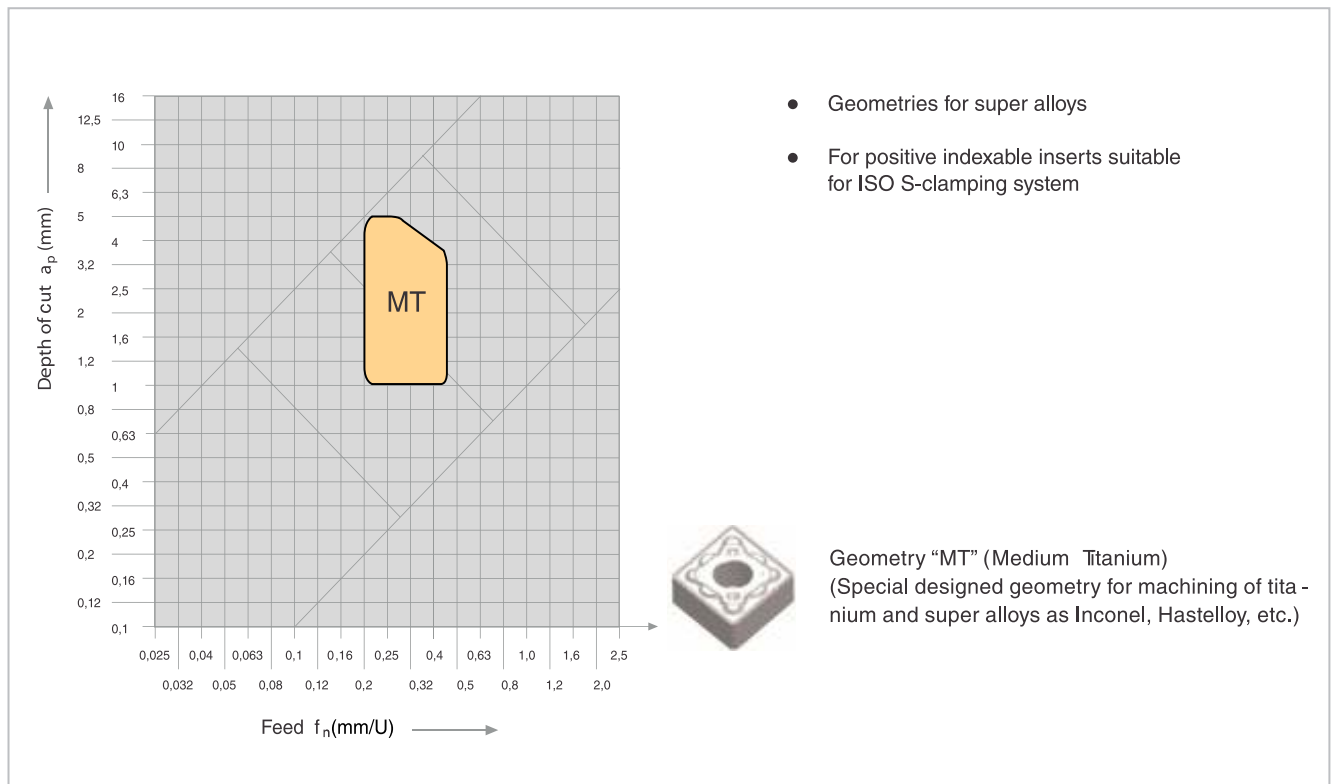 16
12,5
10
8
6,3
5
4
3,2
2,5
2
1,6
1,2
1
0,8
0,63
0,5
0,4
0,32
0,25
0,2
0,16
0,12
0,1
Depth of cut ap (mm)
MT
0,025 0,04 0,063 0,1 0,16 0,25 0,4 0,63 1,0 1,6 2,5
0,032 0,05 0,08 0,12 0,2 0,32 0,5 0,8 1,2 2,0
Feed fn(mm/U)
● Geometries for super alloys
● For positive indexable inserts suitable
for ISO S-clamping system
Geometry “MT” (Medium Titanium)
(Special designed geometry for machining of tita-
nium and super alloys as Inconel, Hastelloy, etc.)